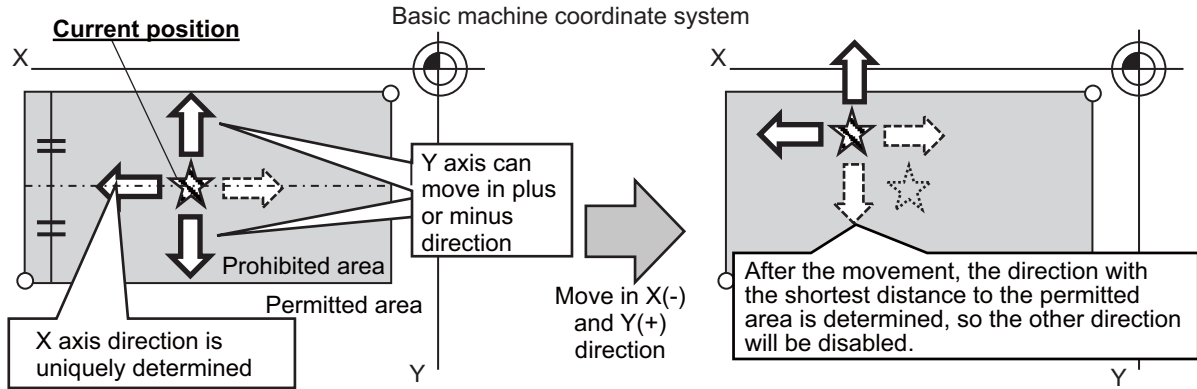 Basic machine coordinate system
Current position
X
Y axis can
move in plus
or minus
direction
Prohibited area
Permitted area
X axis direction is
uniquely determined
Y
Move in X(-)
and Y(+)
direction
X
After the movement, the direction with
the shortest distance to the permitted
area is determined, so the other direction
will be disabled.
Y